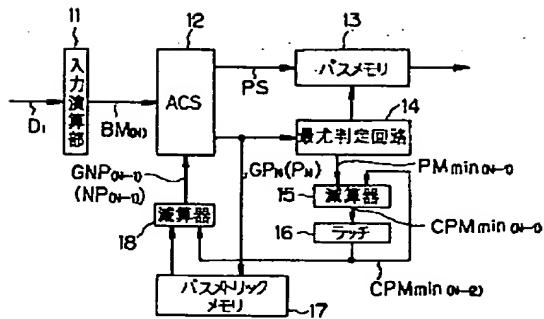 11
12
13
入力演算部
ACS
PS
パスメモリ
Di
BM(N)
14
最尤判定回路
GNP(N-1)
(NP(N-1))
GPN(PN)
PMmin(N-1)
15
減算器
CPMmin(N-1)
18
減算器
16
ラッチ
CPMmin(N-2)
パスメトリック
メモリ
17